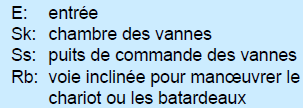 E: entrée
Sk: chambre des vannes
Ss: puits de commande des vannes
Rb: voie inclinée pour manœuvrer le
chariot ou les batardeaux